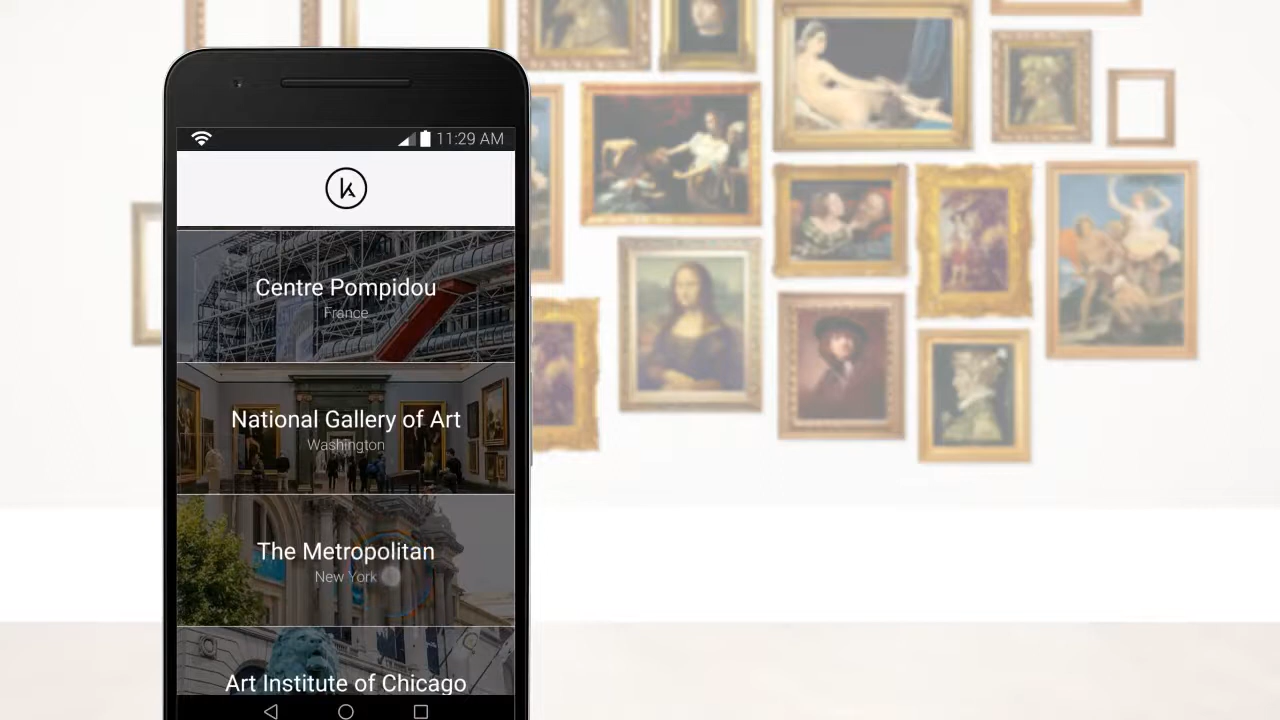 11:29 AM
k
Centre Pompidou
France
National Gallery of Art
Washington
The Metropolitan
New York
Art Institute of Chicago